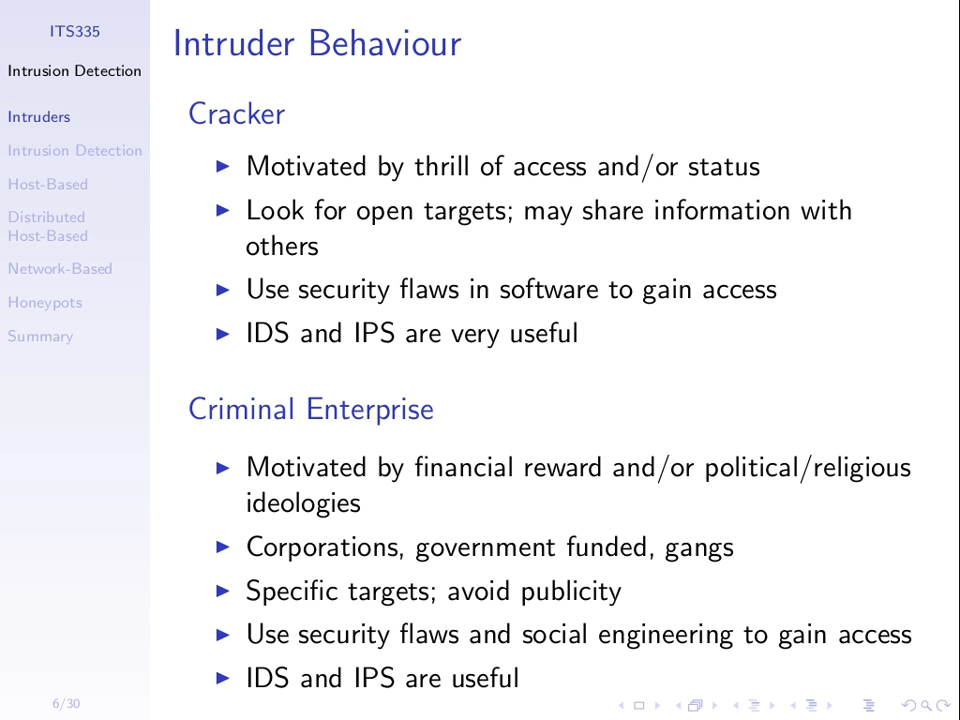 ITS335
Intrusion Detection
Intruders
Intrusion Detection
Host-Based
Distributed
Host-Based
Network-Based
Honeypots
Summary
6/30
Intruder Behaviour
Cracker
Motivated by thrill of access and/or status
Look for open targets; may share information with
others
Use security flaws in software to gain access
IDS and IPS are very useful
Criminal Enterprise
Motivated by financial reward and/or political/religious
ideologies
Corporations, government funded, gangs
Specific targets; avoid publicity
Use security flaws and social engineering to gain access
IDS and IPS are useful